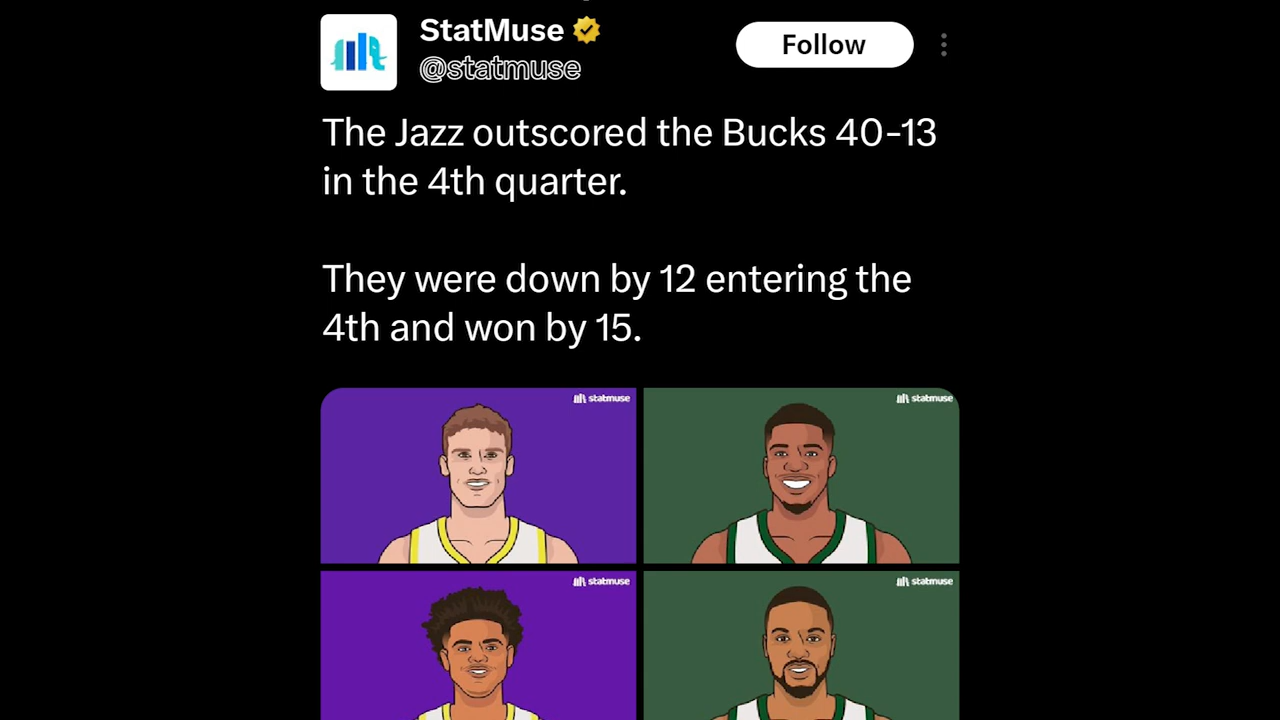 StatMuse
@statmuse
Follow
The Jazz outscored the Bucks 40-13
in the 4th quarter.
They were down by 12 entering the
4th and won by 15.
statmuse
statmuse
statmuse
statmuse